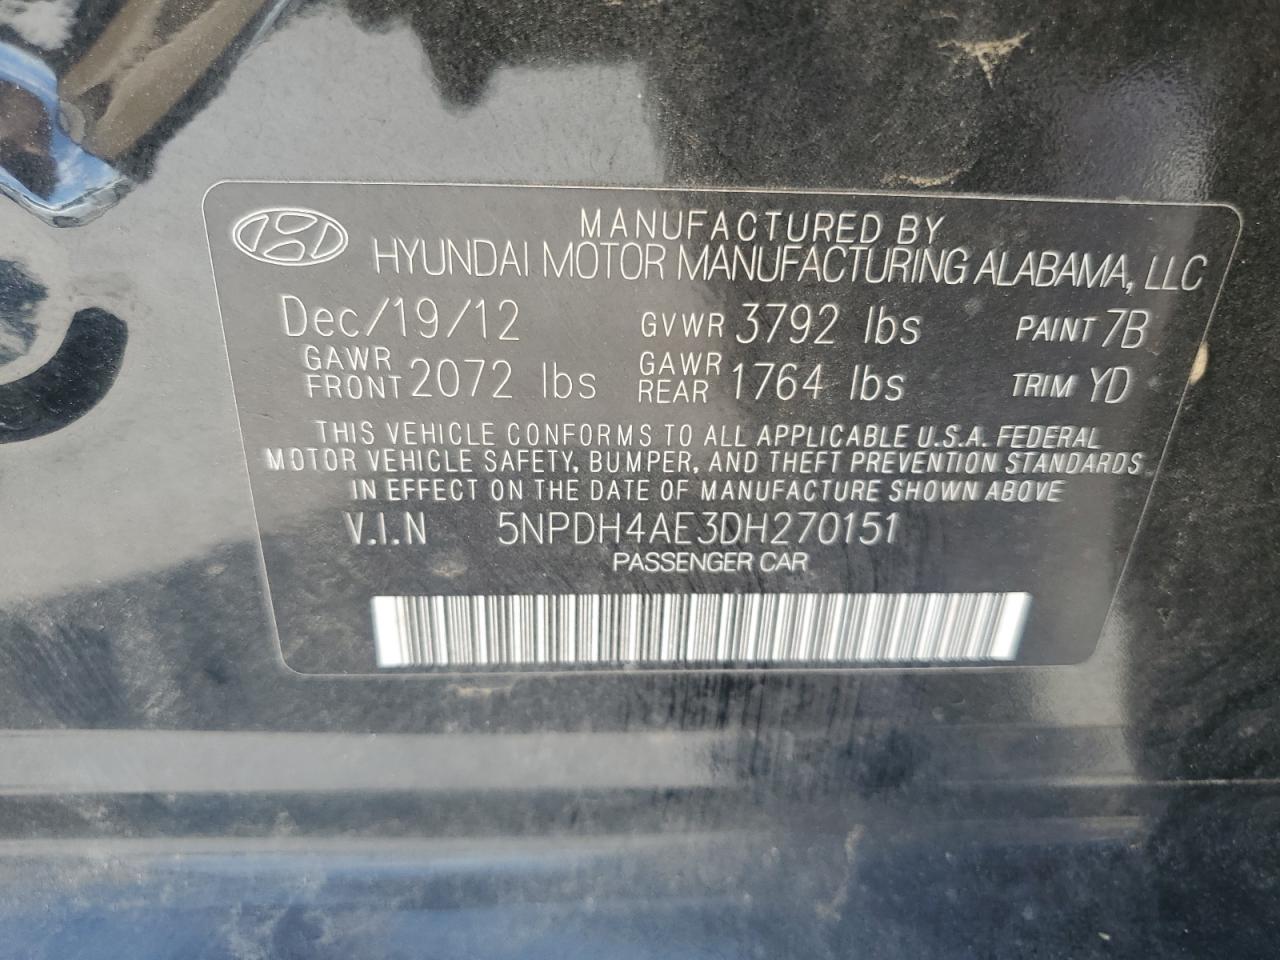 MANUFACTURED BY
HYUNDAI MOTOR MANUFACTURING ALABAMA, LLC
Dec/19/12 GVWR 3792 lbs PAINT 7B
GAWR FRONT 2072 lbs GAWR REAR 1764 lbs TRIM YD
THIS VEHICLE CONFORMS TO ALL APPLICABLE U.S.A. FEDERAL
MOTOR VEHICLE SAFETY, BUMPER, AND THEFT PREVENTION STANDARDS
IN EFFECT ON THE DATE OF MANUFACTURE SHOWN ABOVE
V.I.N 5NPDH4AE3DH270151
PASSENGER CAR